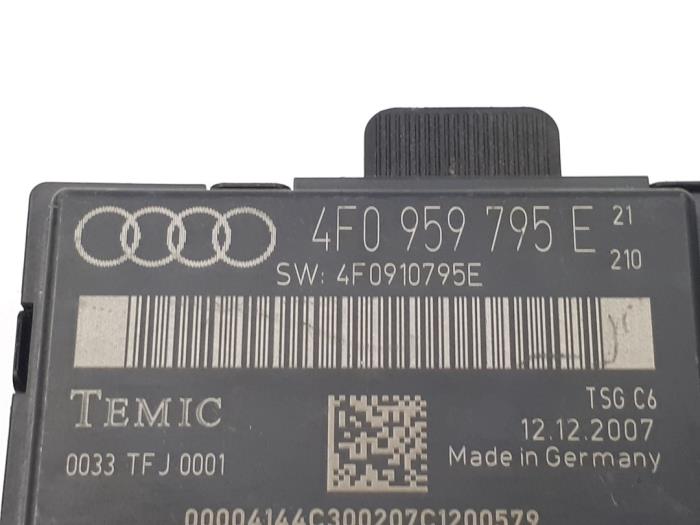 4F0 959 795 E 21
210
SW: 4F0910795E
TEMIC
TSG C6
12.12.2007
0033 TFJ 0001
Made in Germany
00004144C300207C1200579